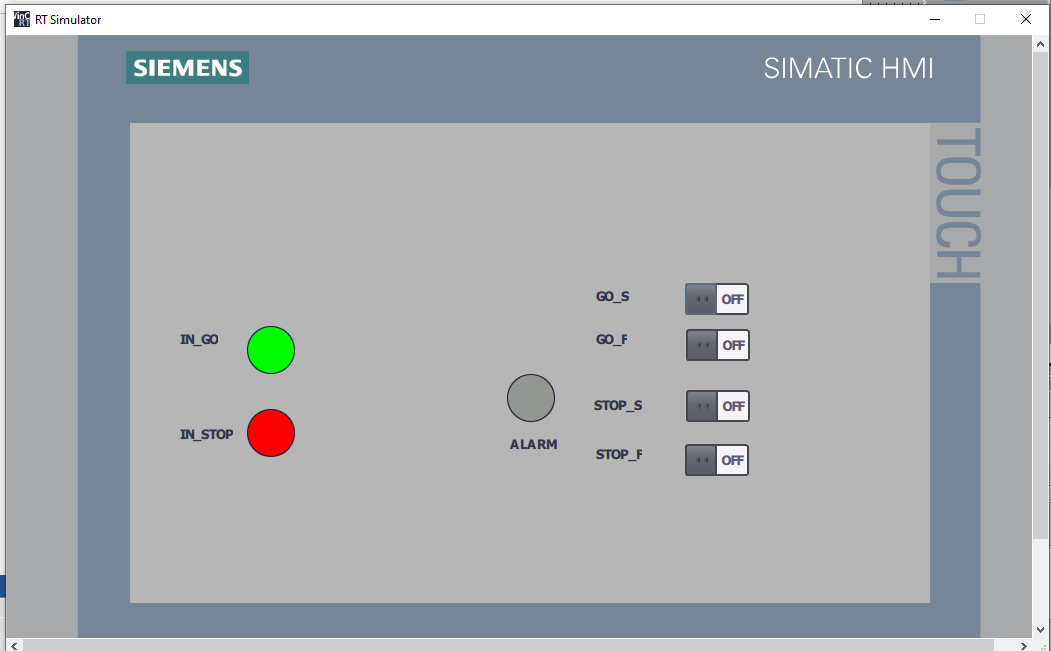 RT Simulator
SIEMENS
SIMATIC HMI
TOUCH
GO_S
OFF
IN_GO
GO_F
OFF
STOP_S
OFF
IN_STOP
ALARM
STOP_F
OFF